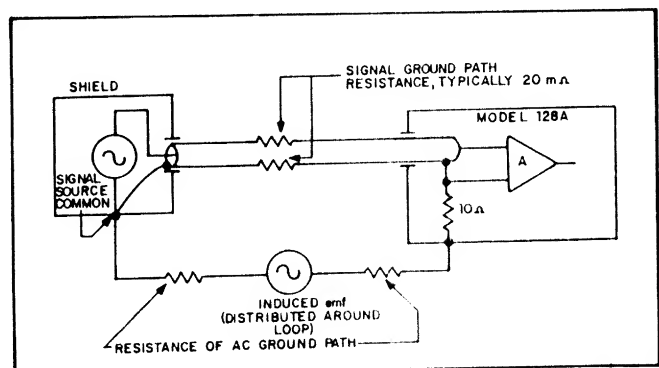 SIGNAL GROUND PATH
RESISTANCE, TYPICALLY 20 mΩ
SHIELD
MODEL 128A
SIGNAL
SOURCE
COMMON
A
10Ω
INDUCED emf
(DISTRIBUTED AROUND
LOOP)
RESISTANCE OF AC GROUND PATH